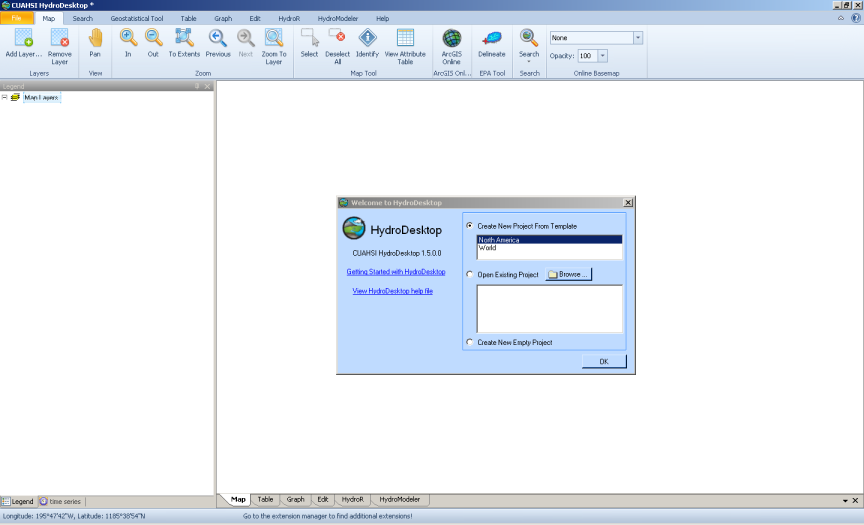 CUAHSI HydroDesktop *
File Map Search Geostatistical Tool Table Graph Edit HydroR HydroModeler Help
Add Layer... Remove Layer Pan In Out To Extents Previous Next Zoom To Layer Select Deselect All Identify View Attribute Table ArcGIS Online Delineate Search
None
Opacity: 100
Layers View Zoom Map Tool ArcGIS Onl... EPA Tool Search Online Basemap
Legend
Map Layers
Welcome to HydroDesktop
HydroDesktop
CUAHSI HydroDesktop 1.5.0.0
Getting Started with HydroDesktop
View HydroDesktop help file
Create New Project From Template
North America
World
Open Existing Project Browse ...
Create New Empty Project
OK
Legend time series
Map Table Graph Edit HydroR HydroModeler
Longitude: 195°47'42"W, Latitude: 1185°38'54"N Go to the extension manager to find additional extensions!